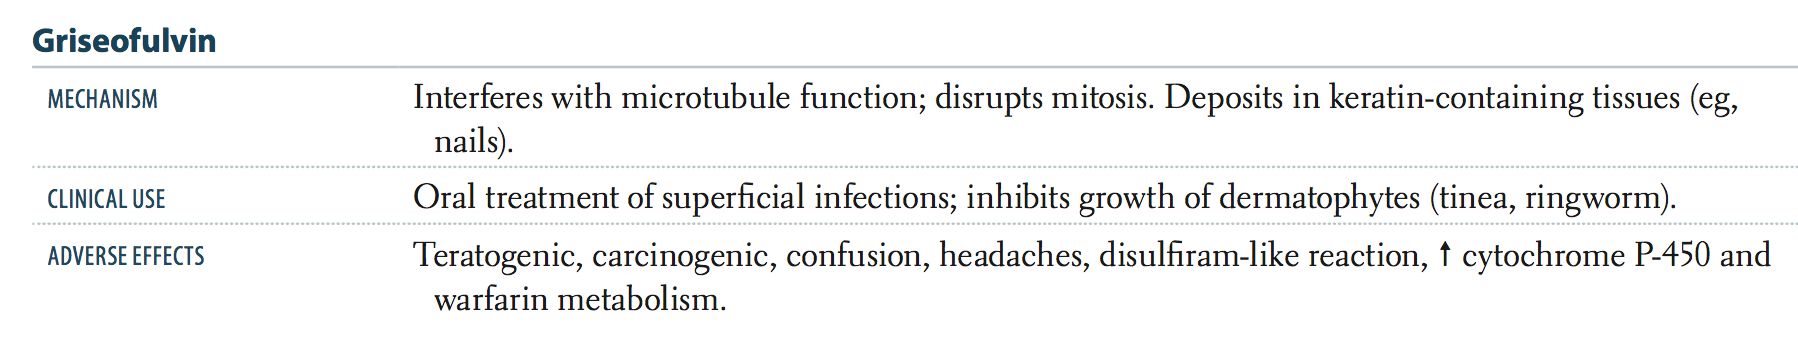 Griseofulvin
MECHANISM
Interferes with microtubule function; disrupts mitosis. Deposits in keratin-containing tissues (eg,
nails).
CLINICAL USE
Oral treatment of superficial infections; inhibits growth of dermatophytes (tinea, ringworm).
ADVERSE EFFECTS
Teratogenic, carcinogenic, confusion, headaches, disulfiram-like reaction, ↑ cytochrome P-450 and
warfarin metabolism.